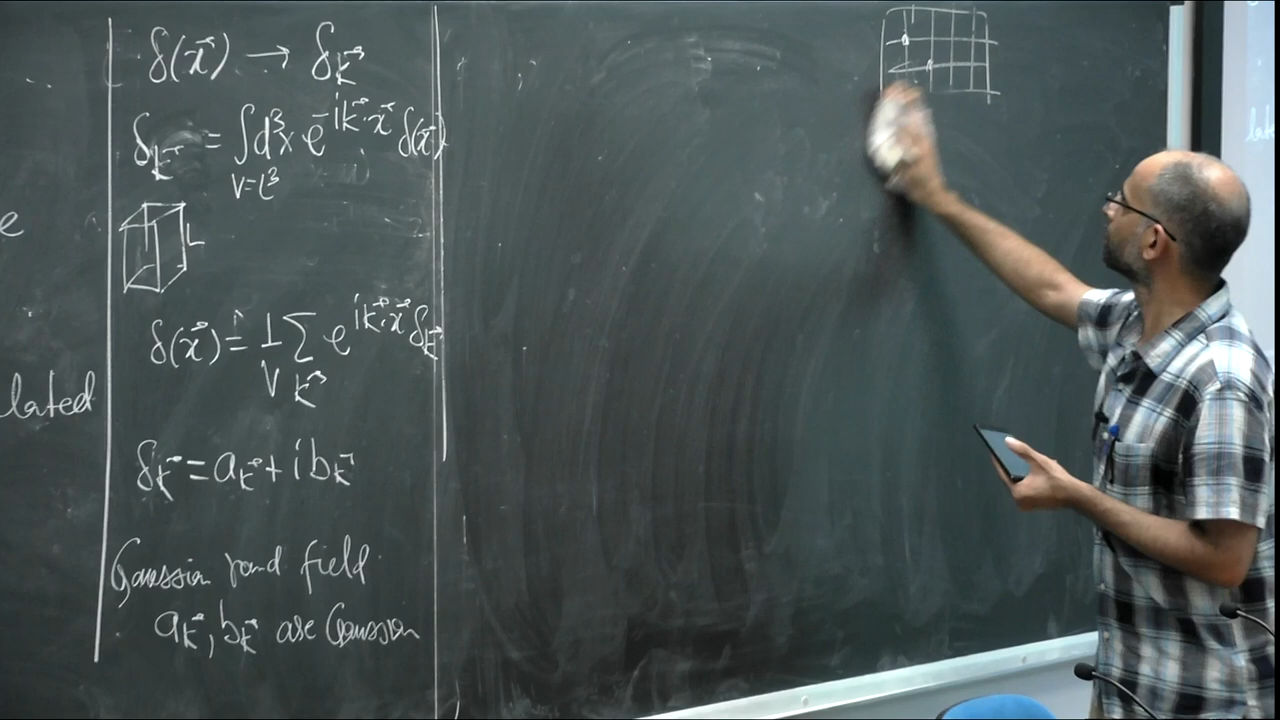 e
lated
δ(x⃗) → δ_k⃗
δ_k⃗ = ∫ d³x e^{-ik⃗·x⃗} δ(x⃗)
V=L³
L
δ(x⃗) = 1/V Σ_k⃗ e^{ik⃗·x⃗} δ_k⃗
δ_k⃗ = a_k⃗ + i b_k⃗
Gaussian rand field
a_k⃗, b_k⃗ are Gaussian